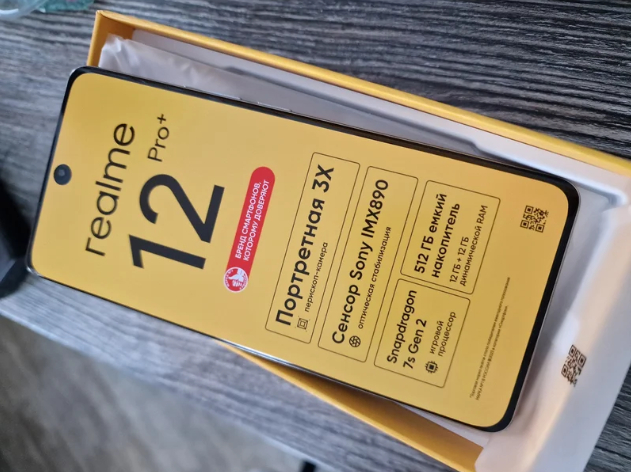 realme
12 Pro+
БРЕНД СМАРТФОНОВ,
КОТОРОМУ ДОВЕРЯЮТ
Портретная 3X
перископ-камера
Сенсор Sony IMX890
оптическая стабилизация
Snapdragon
7s Gen 2
игровой
процессор
512 ГБ емкий
накопитель
12 ГБ + 12 ГБ
динамической RAM